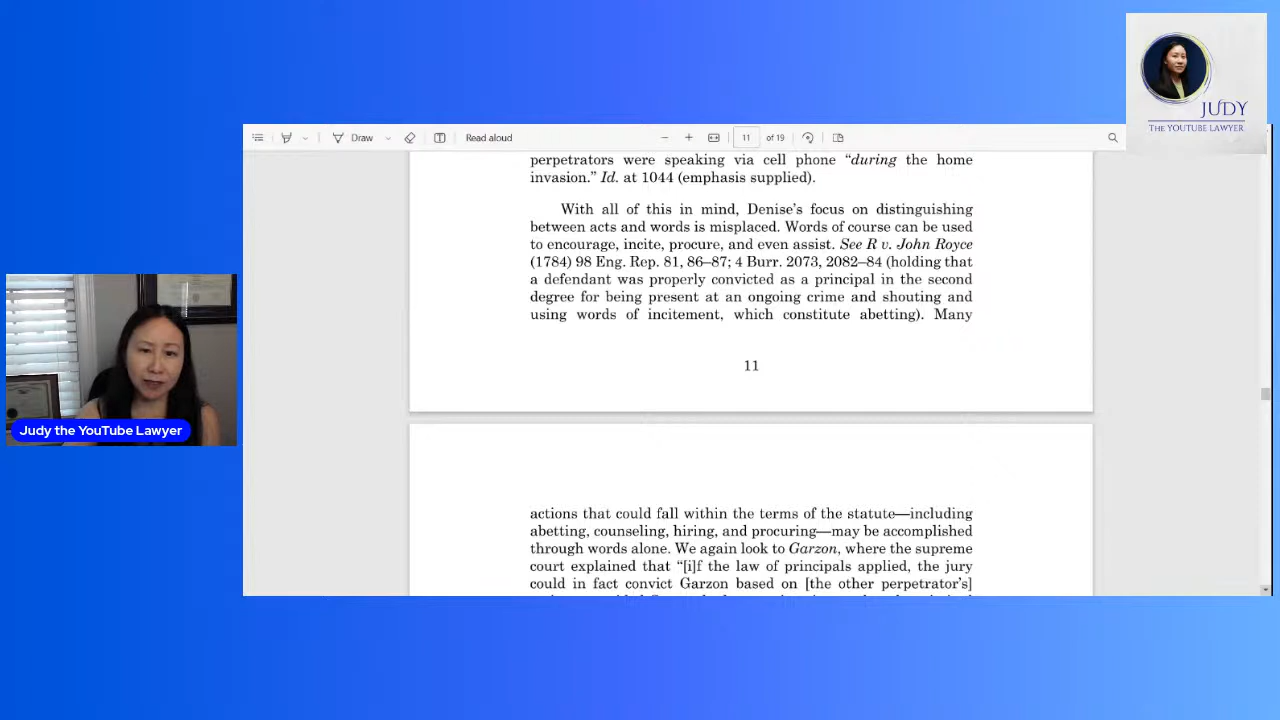 JUDY
THE YOUTUBE LAWYER
Draw
Read aloud
11
of 19
perpetrators were speaking via cell phone “during the home
invasion.” Id. at 1044 (emphasis supplied).
With all of this in mind, Denise’s focus on distinguishing
between acts and words is misplaced. Words of course can be used
to encourage, incite, procure, and even assist. See R v. John Royce
(1784) 98 Eng. Rep. 81, 86–87; 4 Burr. 2073, 2082–84 (holding that
a defendant was properly convicted as a principal in the second
degree for being present at an ongoing crime and shouting and
using words of incitement, which constitute abetting). Many
11
Judy the YouTube Lawyer
actions that could fall within the terms of the statute—including
abetting, counseling, hiring, and procuring—may be accomplished
through words alone. We again look to Garzon, where the supreme
court explained that “[i]f the law of principals applied, the jury
could in fact convict Garzon based on [the other perpetrator’s]